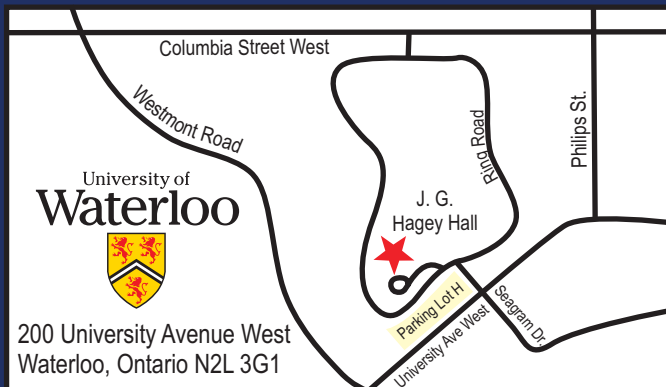 Columbia Street West
Westmont Road
Ring Road
Philips St.
University of
Waterloo
J. G.
Hagey Hall
Parking Lot H
University Ave West
Seagram Dr.
200 University Avenue West
Waterloo, Ontario N2L 3G1